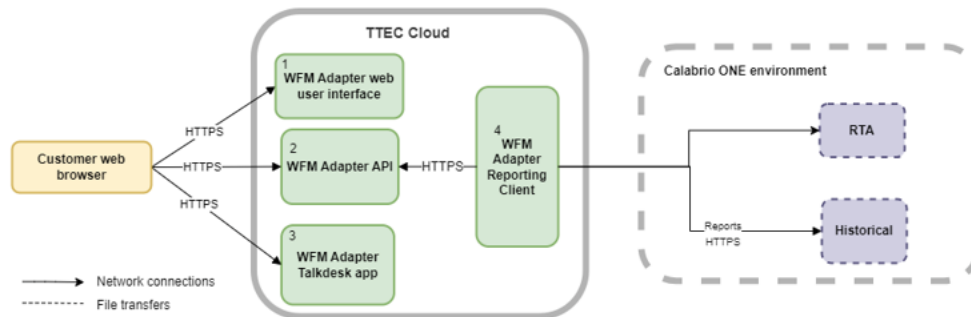 TTEC Cloud
1
WFM Adapter web
user interface
HTTPS
Customer web
browser
HTTPS
2
WFM Adapter API
HTTPS
HTTPS
3
WFM Adapter
Talkdesk app
4
WFM
Adapter
Reporting
Client
Calabrio ONE environment
RTA
Reports
HTTPS
Historical
Network connections
File transfers